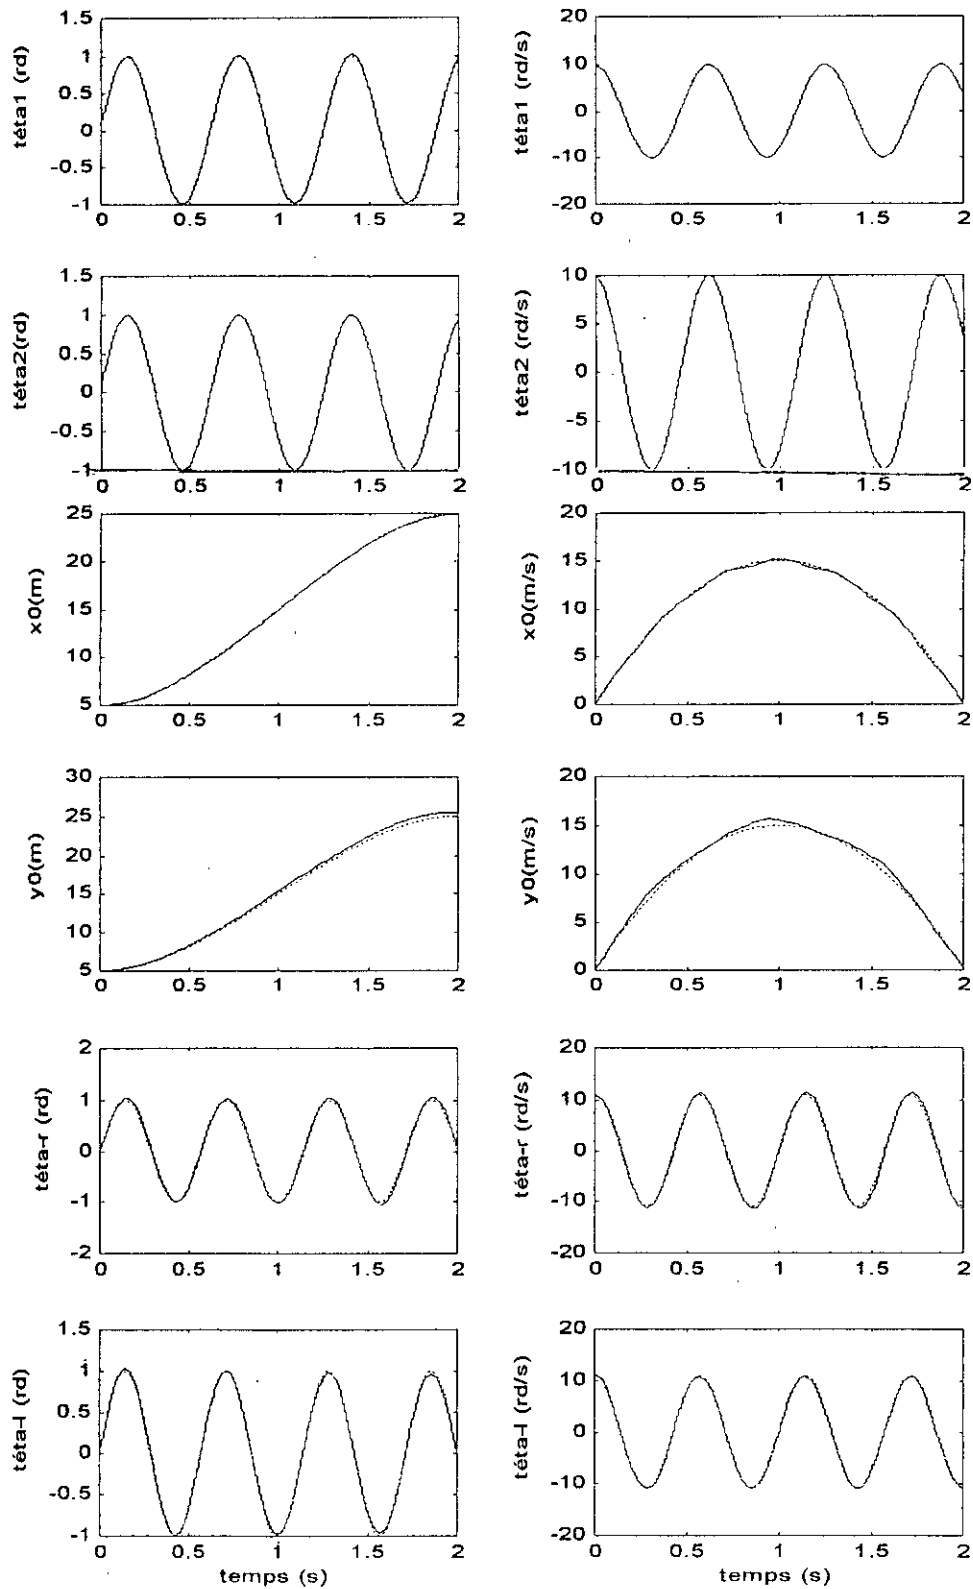 1.5
1
0.5
0
-0.5
-1
téta1 (rd)
0 0.5 1 1.5 2
20
10
0
-10
-20
téta1 (rd/s)
0 0.5 1 1.5 2
1.5
1
0.5
0
-0.5
-1
téta2(rd)
0 0.5 1 1.5 2
10
5
0
-5
-10
téta2 (rd/s)
0 0.5 1 1.5 2
25
20
15
10
5
x0(m)
0 0.5 1 1.5 2
20
15
10
5
0
x0(m/s)
0 0.5 1 1.5 2
30
25
20
15
10
5
y0(m)
0 0.5 1 1.5 2
20
15
10
5
0
y0(m/s)
0 0.5 1 1.5 2
2
1
0
-1
-2
téta-r (rd)
0 0.5 1 1.5 2
20
10
0
-10
-20
téta-r (rd/s)
0 0.5 1 1.5 2
1.5
1
0.5
0
-0.5
-1
téta-l (rd)
0 0.5 1 1.5 2
temps (s)
20
10
0
-10
-20
téta-l (rd/s)
0 0.5 1 1.5 2
temps (s)